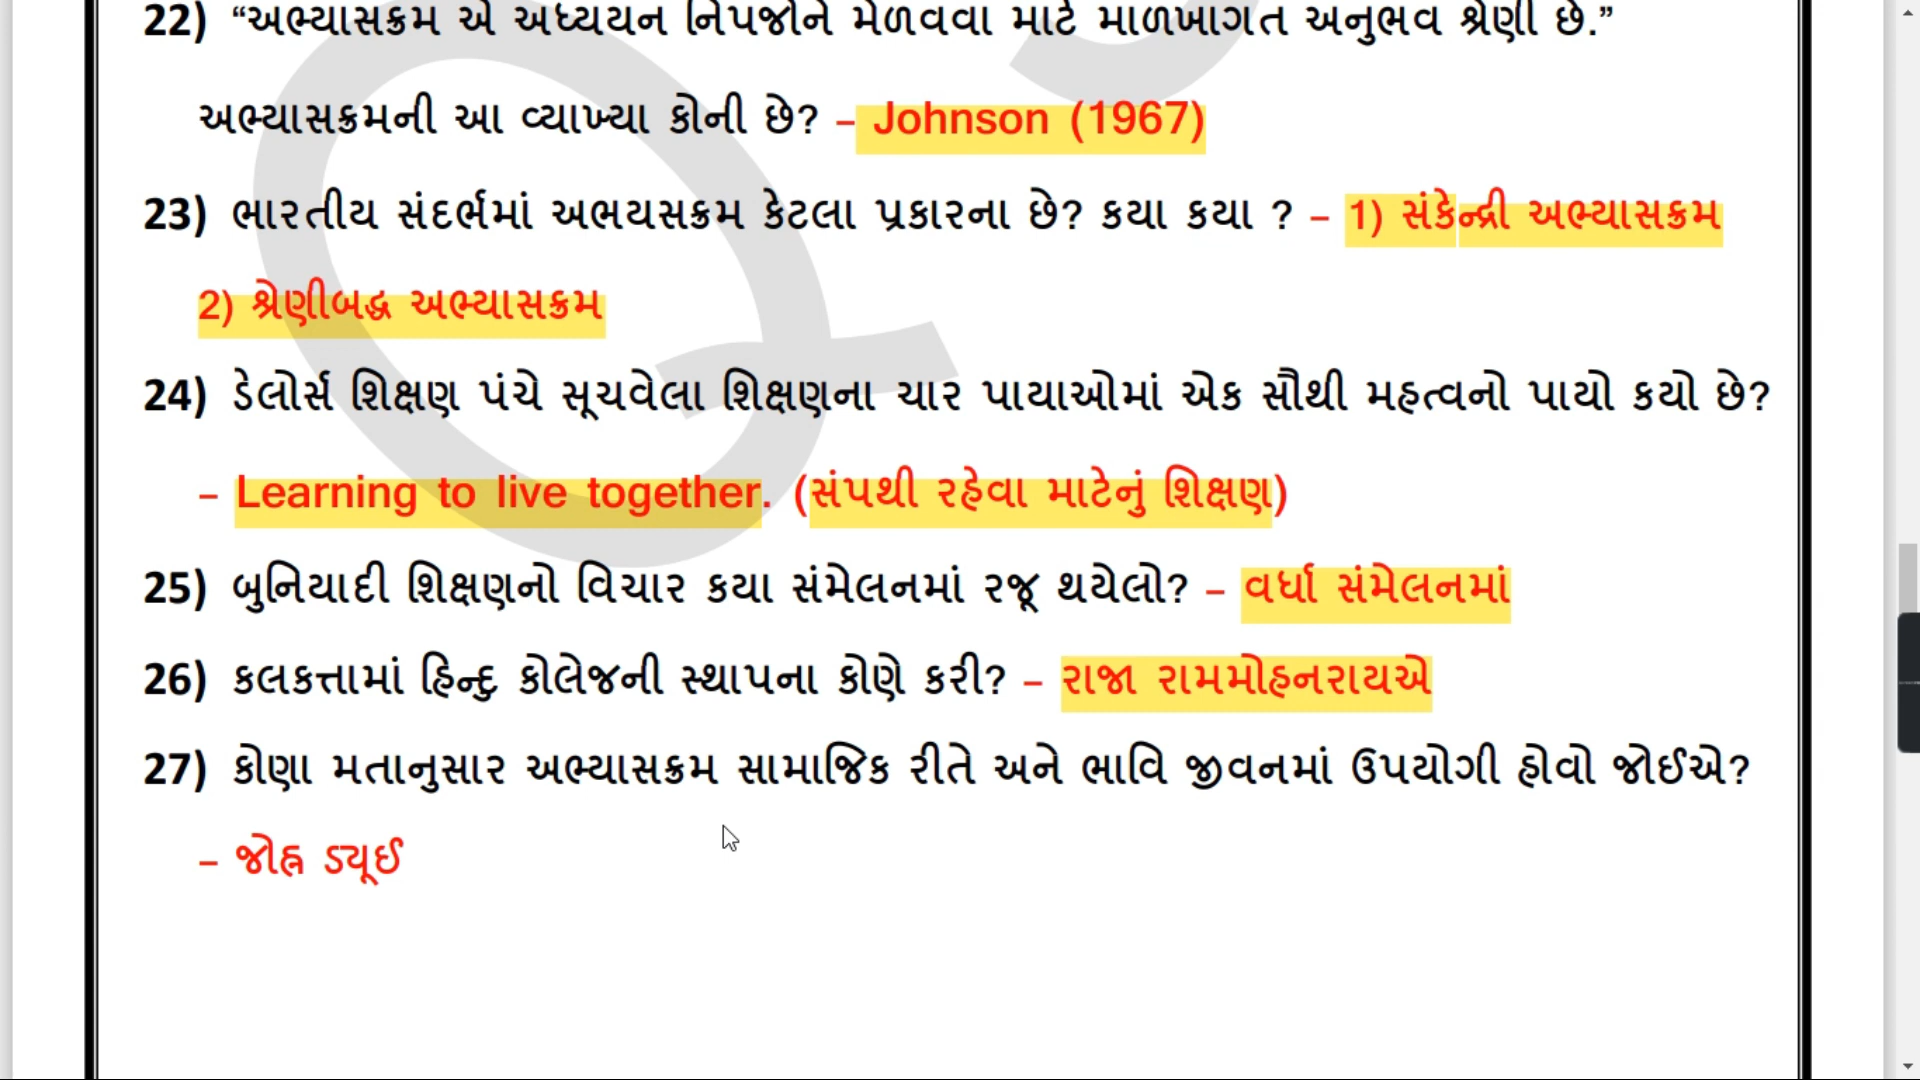 22) “અભ્યાસક્રમ એ અધ્યયન નિપજોને મેળવવા માટે માળખાગત અનુભવ શ્રેણી છે.”
અભ્યાસક્રમની આ વ્યાખ્યા કોની છે? – Johnson (1967)
23) ભારતીય સંદર્ભમાં અભયસક્રમ કેટલા પ્રકારના છે? કયા કયા ? – 1) સંકેન્દ્રી અભ્યાસક્રમ
2) શ્રેણીબદ્ધ અભ્યાસક્રમ
24) ડેલોર્સ શિક્ષણ પંચે સૂચવેલા શિક્ષણના ચાર પાયાઓમાં એક સૌથી મહત્વનો પાયો કયો છે?
– Learning to live together. (સંપથી રહેવા માટેનું શિક્ષણ)
25) બુનિયાદી શિક્ષણનો વિચાર કયા સંમેલનમાં રજૂ થયેલો? – વર્ધા સંમેલનમાં
26) કલકત્તામાં હિન્દુ કોલેજની સ્થાપના કોણે કરી? – રાજા રામમોહનરાયએ
27) કોણા મતાનુસાર અભ્યાસક્રમ સામાજિક રીતે અને ભાવિ જીવનમાં ઉપયોગી હોવો જોઈએ?
– જોહ્ન ડ્યૂઈ